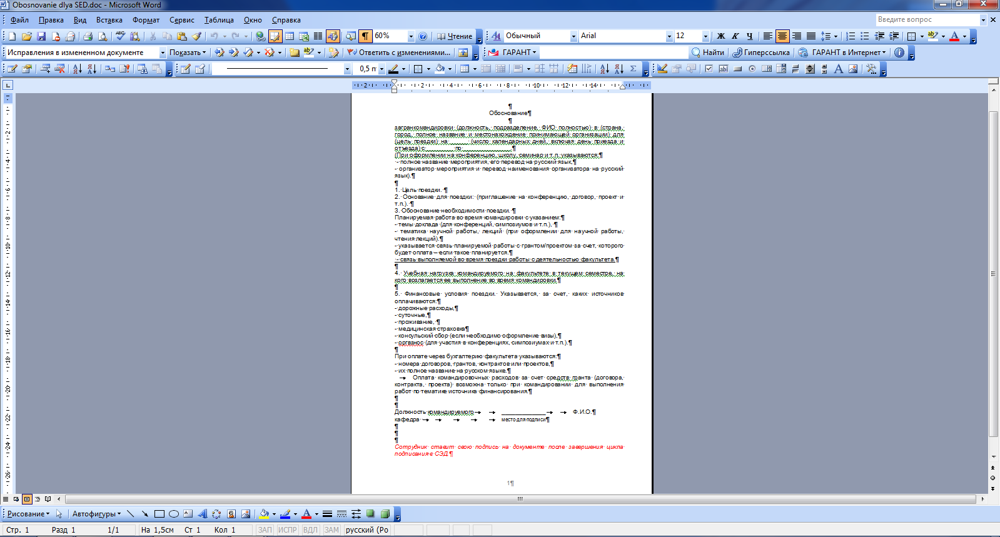 Obosnovanie dlya SED.doc - Microsoft Word
Файл Правка Вид Вставка Формат Сервис Таблица Окно Справка
Введите вопрос
60% Чтение Обычный Arial 12 Ж К Ч
Исправления в измененном документе Показать Ответить с изменениями... ГАРАНТ Найти Гиперссылка ГАРАНТ в Интернет
0,5 п
2 2 4 6 8 10 12 14
¶
Обоснование¶
¶
загранкомандировки (должность, подразделение, ФИО полностью) в (страна,
город, полное название и местонахождение принимающей организации) для
(цель поездки) на ______ (число календарных дней, включая день приезда и
отъезда) с_________ по________________.¶
(При оформлении на конференцию, школу, семинар и т.п. указываются:¶
- полное название мероприятия, его перевод на русский язык,¶
- организатор мероприятия и перевод наименования организатора на русский
язык).¶
¶
1. Цель поездки. ¶
2. Основание для поездки: (приглашение на конференцию, договор, проект и
т.п.). ¶
3. Обоснование необходимости поездки. ¶
Планируемая работа во время командировки с указанием:¶
- темы доклада (для конференций, симпозиумов и т.п.), ¶
- тематика научной работы, лекций (при оформлении для научной работы,
чтения лекций).¶
- указывается связь планируемой работы с грантом/проектом за счет, которого
будет оплата – если такое планируется.¶
- связь выполняемой во время поездки работы с деятельностью факультета.¶
¶
4. Учебная нагрузка командируемого на факультете в текущем семестре, на
кого возлагается ее выполнение во время командировки.¶
¶
5. Финансовые условия поездки. Указывается, за счет, каких источников
оплачиваются:¶
- дорожные расходы,¶
- суточные,¶
- проживание, ¶
- медицинская страховка¶
- консульский сбор (если необходимо оформление визы),¶
- оргвзнос (для участия в конференциях, симпозиумах и т.п.).¶
¶
При оплате через бухгалтерию факультета указываются:¶
- номера договоров, грантов, контрактов или проектов,¶
- их полное название на русском языке.¶
Оплата командировочных расходов за счет средств гранта (договора,
контракта, проекта) возможна только при командировании для выполнения
работ по тематике источника финансирования.¶
¶
¶
Должность командируемого → → _______________ → → Ф.И.О.¶
кафедра → → → → → место для подписи¶
¶
¶
¶
Сотрудник ставит свою подпись на документе после завершения цикла
подписания в СЭД ¶
1¶
Рисование Автофигуры
Стр. 1 Разд 1 1/1 На 1,5см Ст 1 Кол 1 ЗАП ИСПР ВДЛ ЗАМ русский (Ро